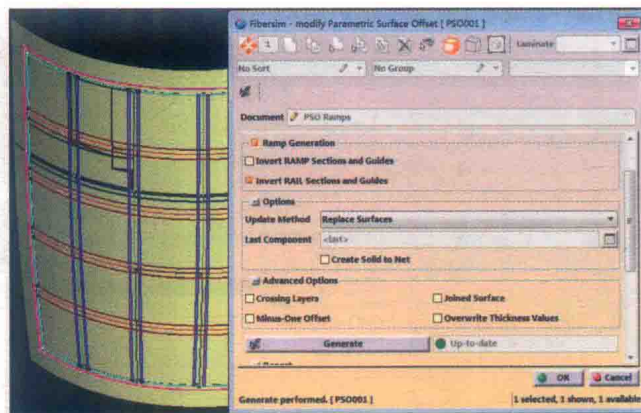 Fibersim - modify Parametric Surface Offset [ PSO001 ]
1 Laminate
No Sort No Group
Document PSO Ramps
Ramp Generation
Invert RAMP Sections and Guides
Invert RAIL Sections and Guides
Options
Update Method Replace Surfaces
Last Component <last>
Create Solid to Net
Advanced Options
Crossing Layers Joined Surface
Minus-One Offset Overwrite Thickness Values
Generate Up-to-date
OK Cancel
Generate performed. [ PSO001 ] 1 selected, 1 shown, 1 available